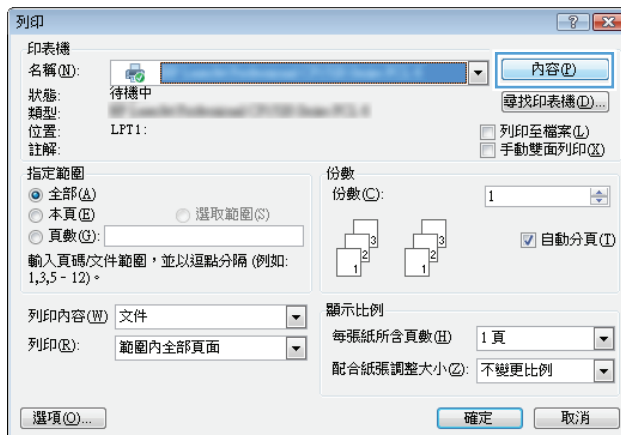 列印
印表機
名稱(N):
內容(P)
狀態: 待機中
類型:
尋找印表機(D)...
位置: LPT1:
列印至檔案(L)
註解:
手動雙面列印(X)
指定範圍
全部(A)
本頁(E) 選取範圍(S)
頁數(G):
輸入頁碼/文件範圍，並以逗點分隔 (例如:
1,3,5－12)。
份數
份數(C): 1
1 2 3 1 2 3
自動分頁(T)
列印內容(W) 文件
列印(R): 範圍內全部頁面
顯示比例
每張紙所含頁數(H) 1 頁
配合紙張調整大小(Z): 不變更比例
選項(O)...
確定 取消